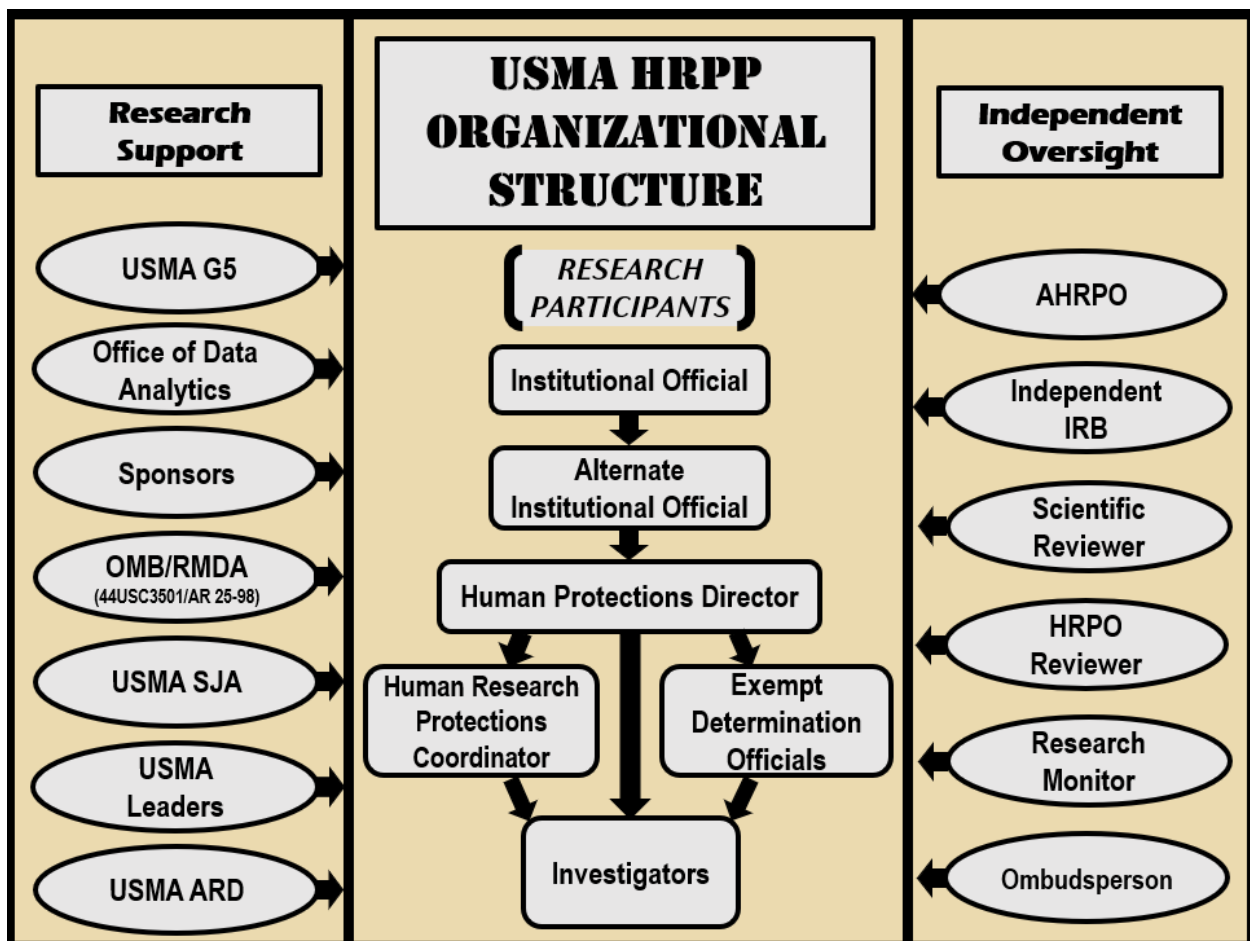 Research
Support
USMA G5
Office of Data
Analytics
Sponsors
OMB/RMDA
(44USC3501/AR 25-98)
USMA SJA
USMA
Leaders
USMA ARD
USMA HRPP
ORGANIZATIONAL
STRUCTURE
RESEARCH
PARTICIPANTS
Institutional Official
Alternate
Institutional Official
Human Protections Director
Human Research
Protections
Coordinator
Exempt
Determination
Officials
Investigators
Independent
Oversight
AHRPO
Independent
IRB
Scientific
Reviewer
HRPO
Reviewer
Research
Monitor
Ombudsperson